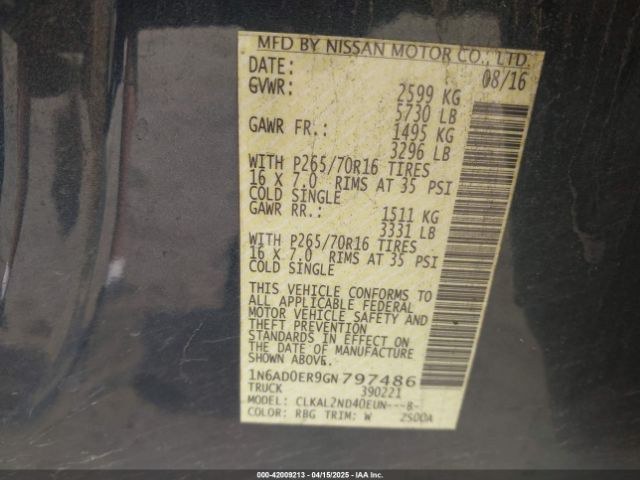 MFD BY NISSAN MOTOR CO., LTD.
DATE: 08/16
GVWR: 2599 KG
5730 LB
GAWR FR.: 1495 KG
3296 LB
WITH P265/70R16 TIRES
16 X 7.0 RIMS AT 35 PSI
COLD SINGLE
GAWR RR.: 1511 KG
3331 LB
WITH P265/70R16 TIRES
16 X 7.0 RIMS AT 35 PSI
COLD SINGLE
THIS VEHICLE CONFORMS TO
ALL APPLICABLE FEDERAL
MOTOR VEHICLE SAFETY AND
THEFT PREVENTION
STANDARDS IN EFFECT ON
THE DATE OF MANUFACTURE
SHOWN ABOVE.
1N6AD0ER9GN797486
TRUCK 390221
MODEL: CLKAL2ND40EUN---8-
COLOR: RBG TRIM: W 2500A
000-42009213 - 04/15/2025 - IAAI.COM